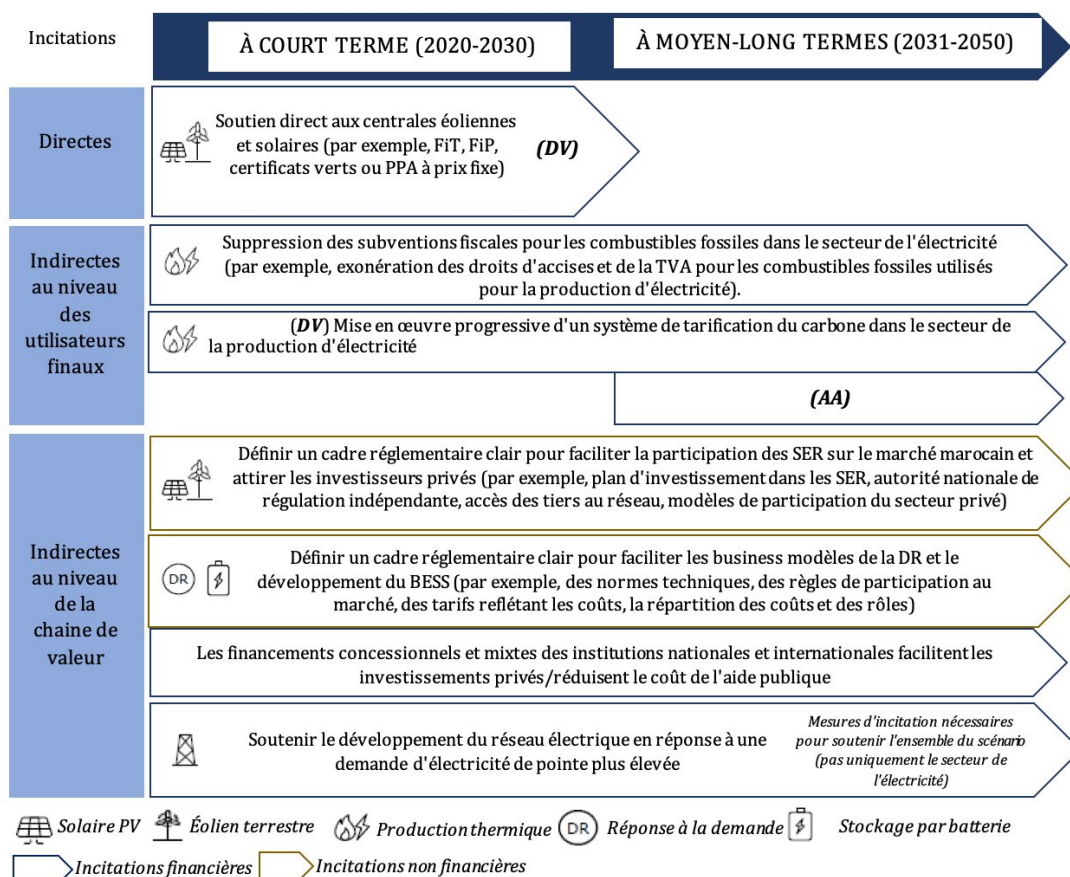 Incitations
À COURT TERME (2020-2030)
À MOYEN-LONG TERMES (2031-2050)
Directes
Soutien direct aux centrales éoliennes
et solaires (par exemple, FiT, FiP,
certificats verts ou PPA à prix fixe)
(DV)
Indirectes
au niveau
des
utilisateurs
finaux
Suppression des subventions fiscales pour les combustibles fossiles dans le secteur de l'électricité
(par exemple, exonération des droits d'accises et de la TVA pour les combustibles fossiles utilisés
pour la production d'électricité).
(DV) Mise en œuvre progressive d'un système de tarification du carbone dans le secteur de
la production d'électricité
(AA)
Indirectes
au niveau
de la
chaine de
valeur
Définir un cadre réglementaire clair pour faciliter la participation des SER sur le marché marocain et
attirer les investisseurs privés (par exemple, plan d'investissement dans les SER, autorité nationale de
régulation indépendante, accès des tiers au réseau, modèles de participation du secteur privé)
DR
Définir un cadre réglementaire clair pour faciliter les business modèles de la DR et le
développement du BESS (par exemple, des normes techniques, des règles de participation au
marché, des tarifs reflétant les coûts, la répartition des coûts et des rôles)
Les financements concessionnels et mixtes des institutions nationales et internationales facilitent les
investissements privés/réduisent le coût de l'aide publique
Soutenir le développement du réseau électrique en réponse à une
demande d'électricité de pointe plus élevée
Mesures d'incitation nécessaires
pour soutenir l'ensemble du scénario
(pas uniquement le secteur de
l'électricité)
Solaire PV
Éolien terrestre
Production thermique
DR
Réponse à la demande
Stockage par batterie
Incitations financières
Incitations non financières